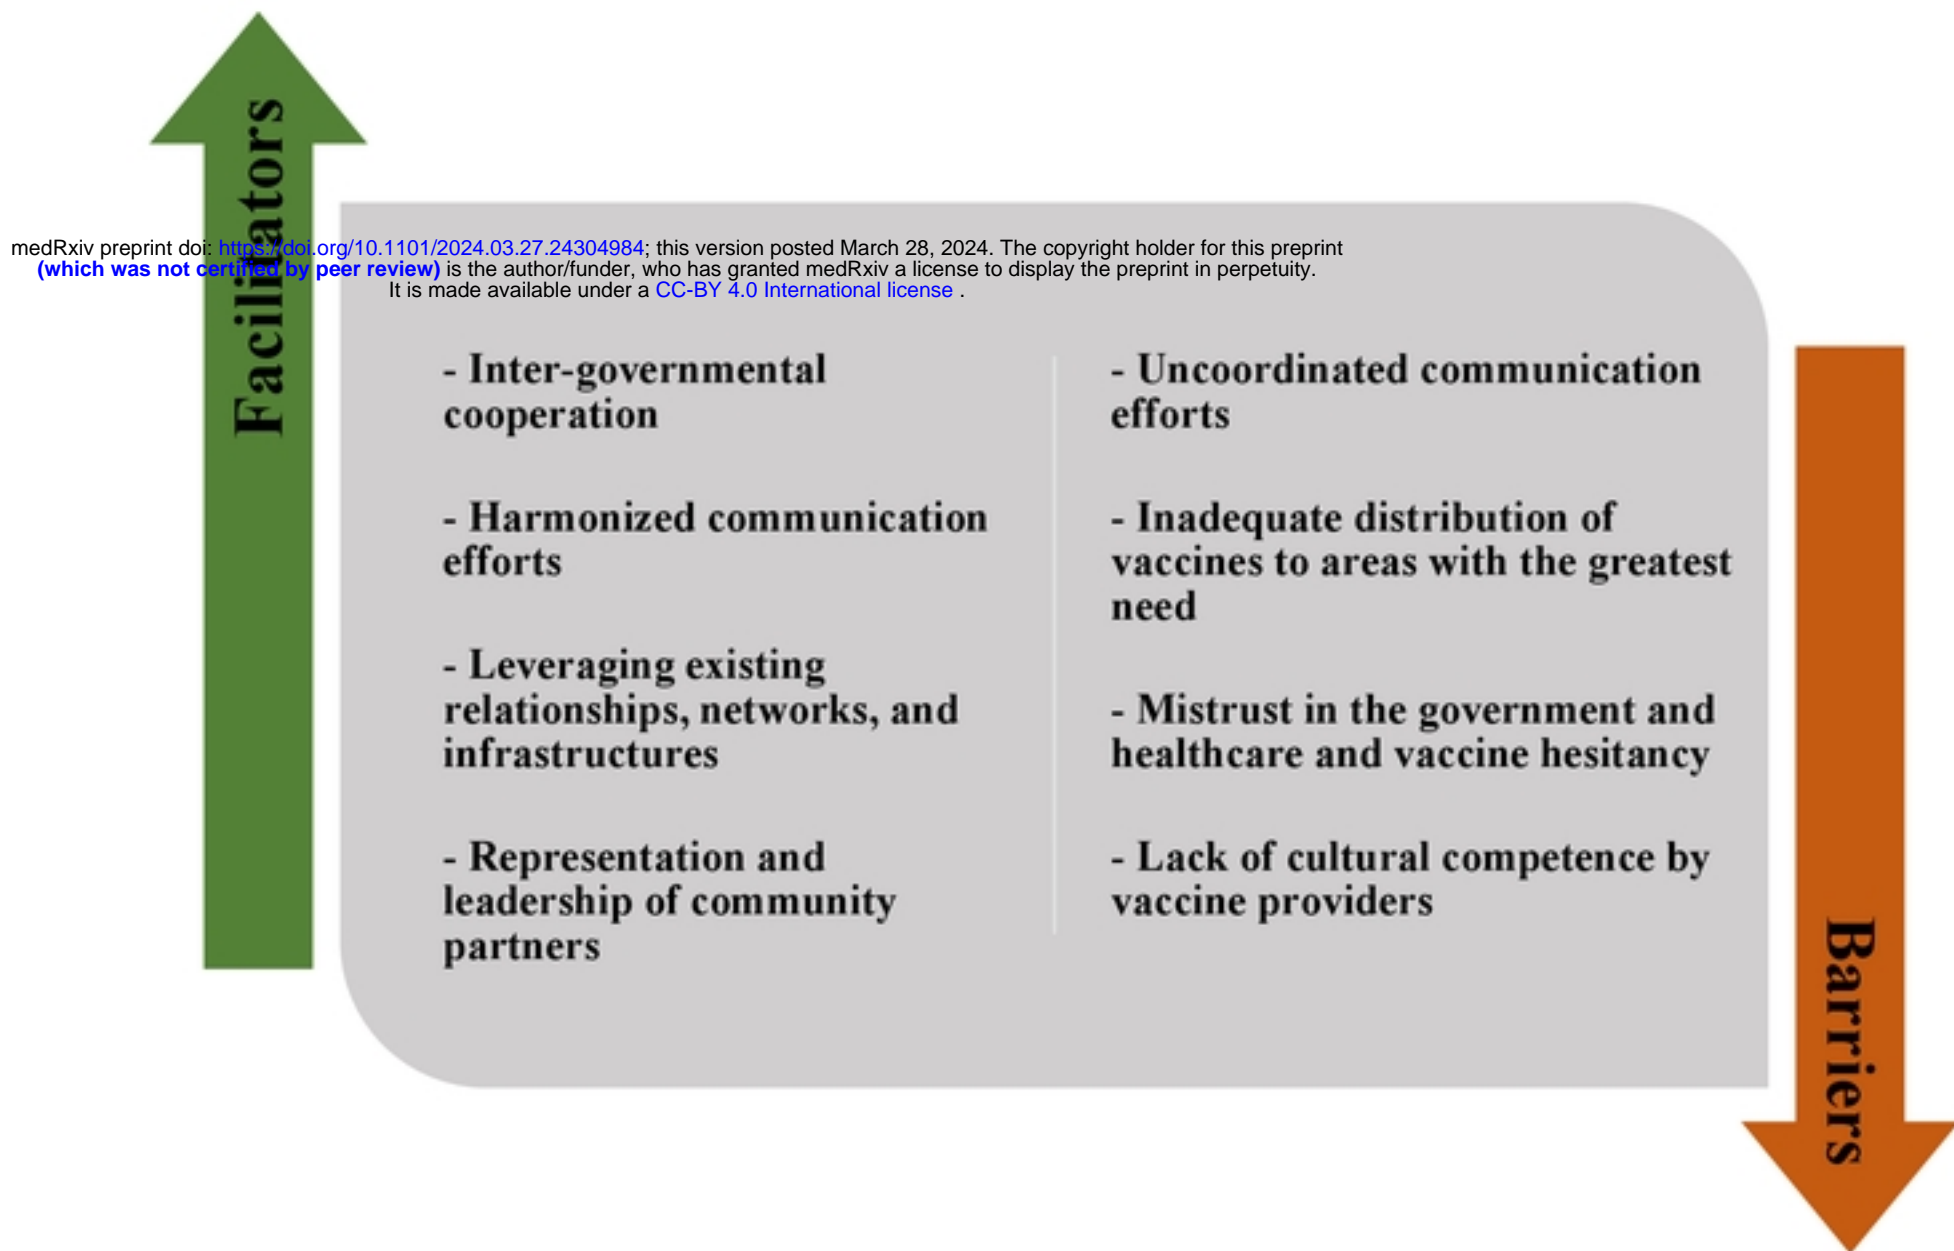 Facilitators
medRxiv preprint doi: https://doi.org/10.1101/2024.03.27.24304984; this version posted March 28, 2024. The copyright holder for this preprint
(which was not certified by peer review) is the author/funder, who has granted medRxiv a license to display the preprint in perpetuity.
It is made available under a CC-BY 4.0 International license .
- Inter-governmental
cooperation
- Harmonized communication
efforts
- Leveraging existing
relationships, networks, and
infrastructures
- Representation and
leadership of community
partners
- Uncoordinated communication
efforts
- Inadequate distribution of
vaccines to areas with the greatest
need
- Mistrust in the government and
healthcare and vaccine hesitancy
- Lack of cultural competence by
vaccine providers
Barriers